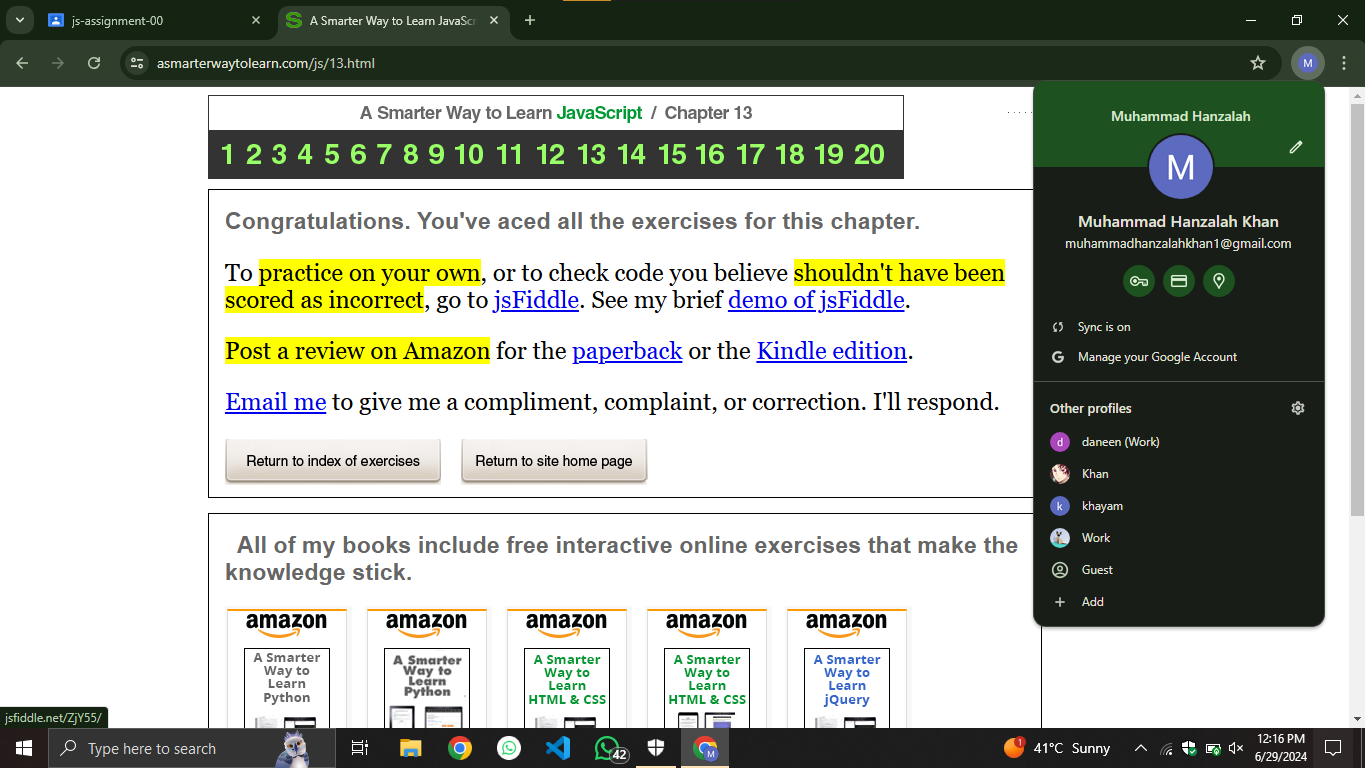 js-assignment-00
A Smarter Way to Learn JavaScr
asmarterwaytolearn.com/js/13.html
M
A Smarter Way to Learn JavaScript / Chapter 13
1 2 3 4 5 6 7 8 9 10 11 12 13 14 15 16 17 18 19 20
Congratulations. You've aced all the exercises for this chapter.
To practice on your own, or to check code you believe shouldn't have been
scored as incorrect, go to jsFiddle. See my brief demo of jsFiddle.
Post a review on Amazon for the paperback or the Kindle edition.
Email me to give me a compliment, complaint, or correction. I'll respond.
Return to index of exercises
Return to site home page
All of my books include free interactive online exercises that make the
knowledge stick.
amazon
A Smarter
Way to
Learn
Python
amazon
A Smarter
Way to
Learn
Python
amazon
A Smarter
Way to
Learn
HTML & CSS
amazon
A Smarter
Way to
Learn
HTML & CSS
amazon
A Smarter
Way to
Learn
jQuery
Muhammad Hanzalah
M
Muhammad Hanzalah Khan
muhammadhanzalahkhan1@gmail.com
Sync is on
G
Manage your Google Account
Other profiles
d
daneen (Work)
Khan
k
khayam
Work
Guest
Add
jsfiddle.net/ZjY55/
Type here to search
42
M
1
41°C Sunny
12:16 PM
6/29/2024